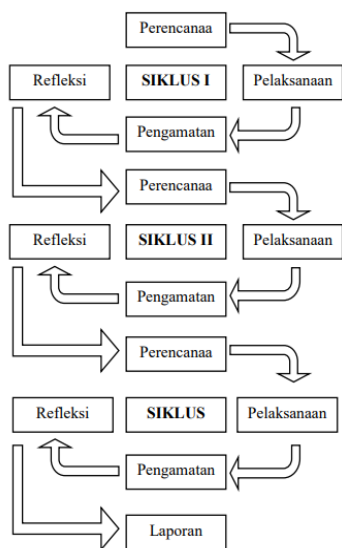 Perencanaa
Refleksi SIKLUS I Pelaksanaan
Pengamatan
Perencanaa
Refleksi SIKLUS II Pelaksanaan
Pengamatan
Perencanaa
Refleksi SIKLUS Pelaksanaan
Pengamatan
Laporan